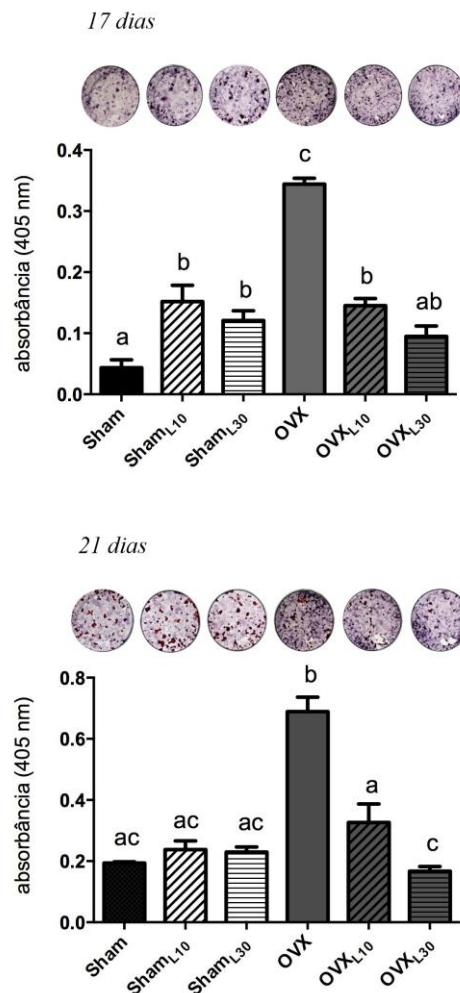 17 dias
absorbância (405 nm)
0.4
0.3
0.2
0.1
0.0
a
b
b
c
b
ab
Sham
ShamL10
ShamL30
OVX
OVXL10
OVXL30
21 dias
absorbância (405 nm)
0.8
0.6
0.4
0.2
0.0
ac
ac
ac
b
a
c
Sham
ShamL10
ShamL30
OVX
OVXL10
OVXL30